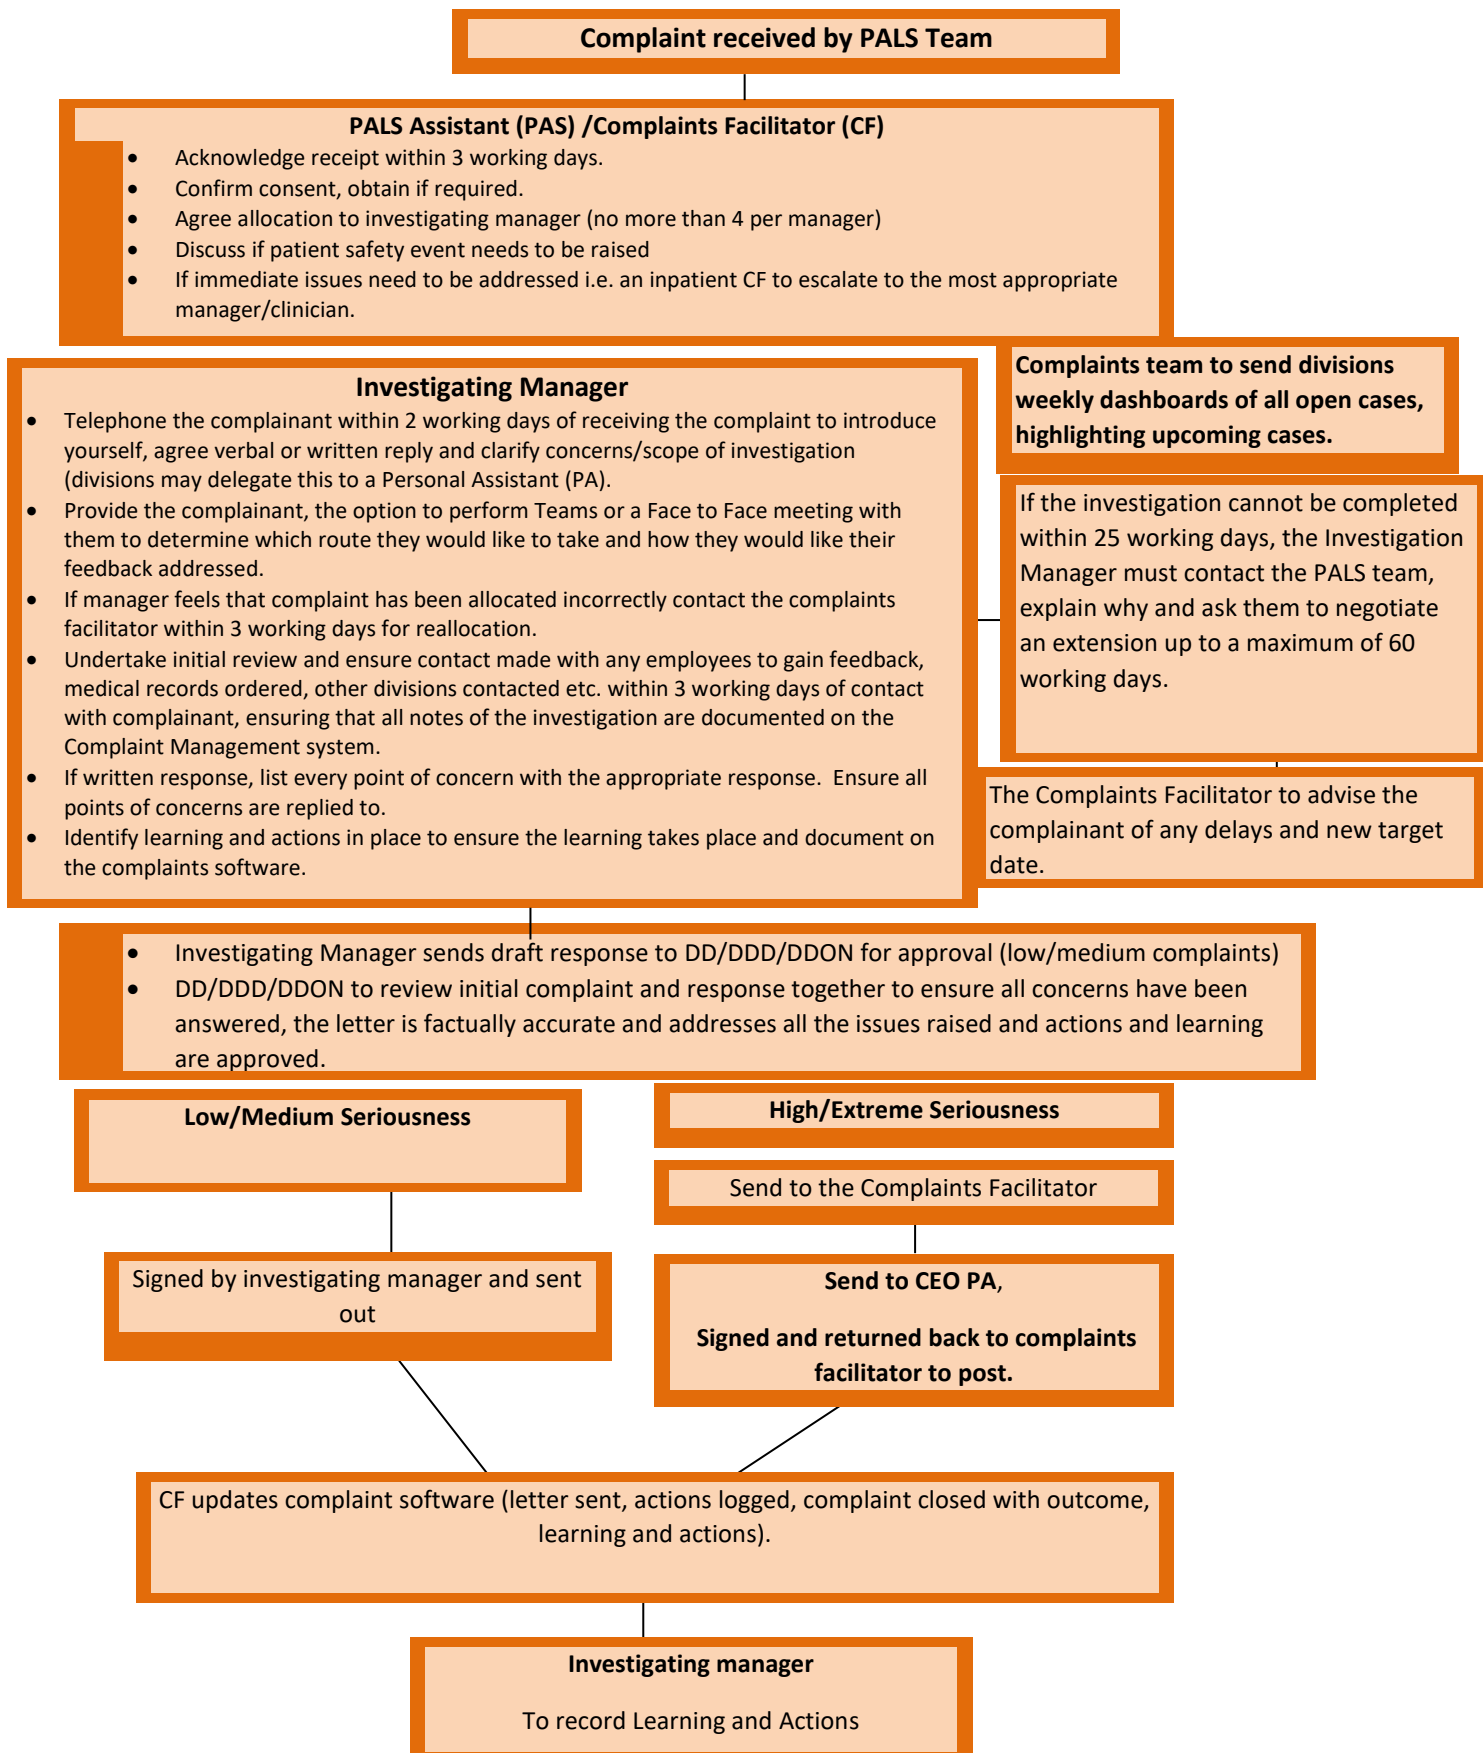 Complaint received by PALS Team
PALS Assistant (PAS) /Complaints Facilitator (CF)
• Acknowledge receipt within 3 working days.
• Confirm consent, obtain if required.
• Agree allocation to investigating manager (no more than 4 per manager)
• Discuss if patient safety event needs to be raised
• If immediate issues need to be addressed i.e. an inpatient CF to escalate to the most appropriate
manager/clinician.
Complaints team to send divisions
weekly dashboards of all open cases,
highlighting upcoming cases.
Investigating Manager
• Telephone the complainant within 2 working days of receiving the complaint to introduce
yourself, agree verbal or written reply and clarify concerns/scope of investigation
(divisions may delegate this to a Personal Assistant (PA).
• Provide the complainant, the option to perform Teams or a Face to Face meeting with
them to determine which route they would like to take and how they would like their
feedback addressed.
• If manager feels that complaint has been allocated incorrectly contact the complaints
facilitator within 3 working days for reallocation.
• Undertake initial review and ensure contact made with any employees to gain feedback,
medical records ordered, other divisions contacted etc. within 3 working days of contact
with complainant, ensuring that all notes of the investigation are documented on the
Complaint Management system.
• If written response, list every point of concern with the appropriate response.  Ensure all
points of concerns are replied to.
• Identify learning and actions in place to ensure the learning takes place and document on
the complaints software.
If the investigation cannot be completed
within 25 working days, the Investigation
Manager must contact the PALS team,
explain why and ask them to negotiate
an extension up to a maximum of 60
working days.
The Complaints Facilitator to advise the
complainant of any delays and new target
date.
• Investigating Manager sends draft response to DD/DDD/DDON for approval (low/medium complaints)
• DD/DDD/DDON to review initial complaint and response together to ensure all concerns have been
answered, the letter is factually accurate and addresses all the issues raised and actions and learning
are approved.
Low/Medium Seriousness
High/Extreme Seriousness
Send to the Complaints Facilitator
Signed by investigating manager and sent
out
Send to CEO PA,
Signed and returned back to complaints
facilitator to post.
CF updates complaint software (letter sent, actions logged, complaint closed with outcome,
learning and actions).
Investigating manager
To record Learning and Actions